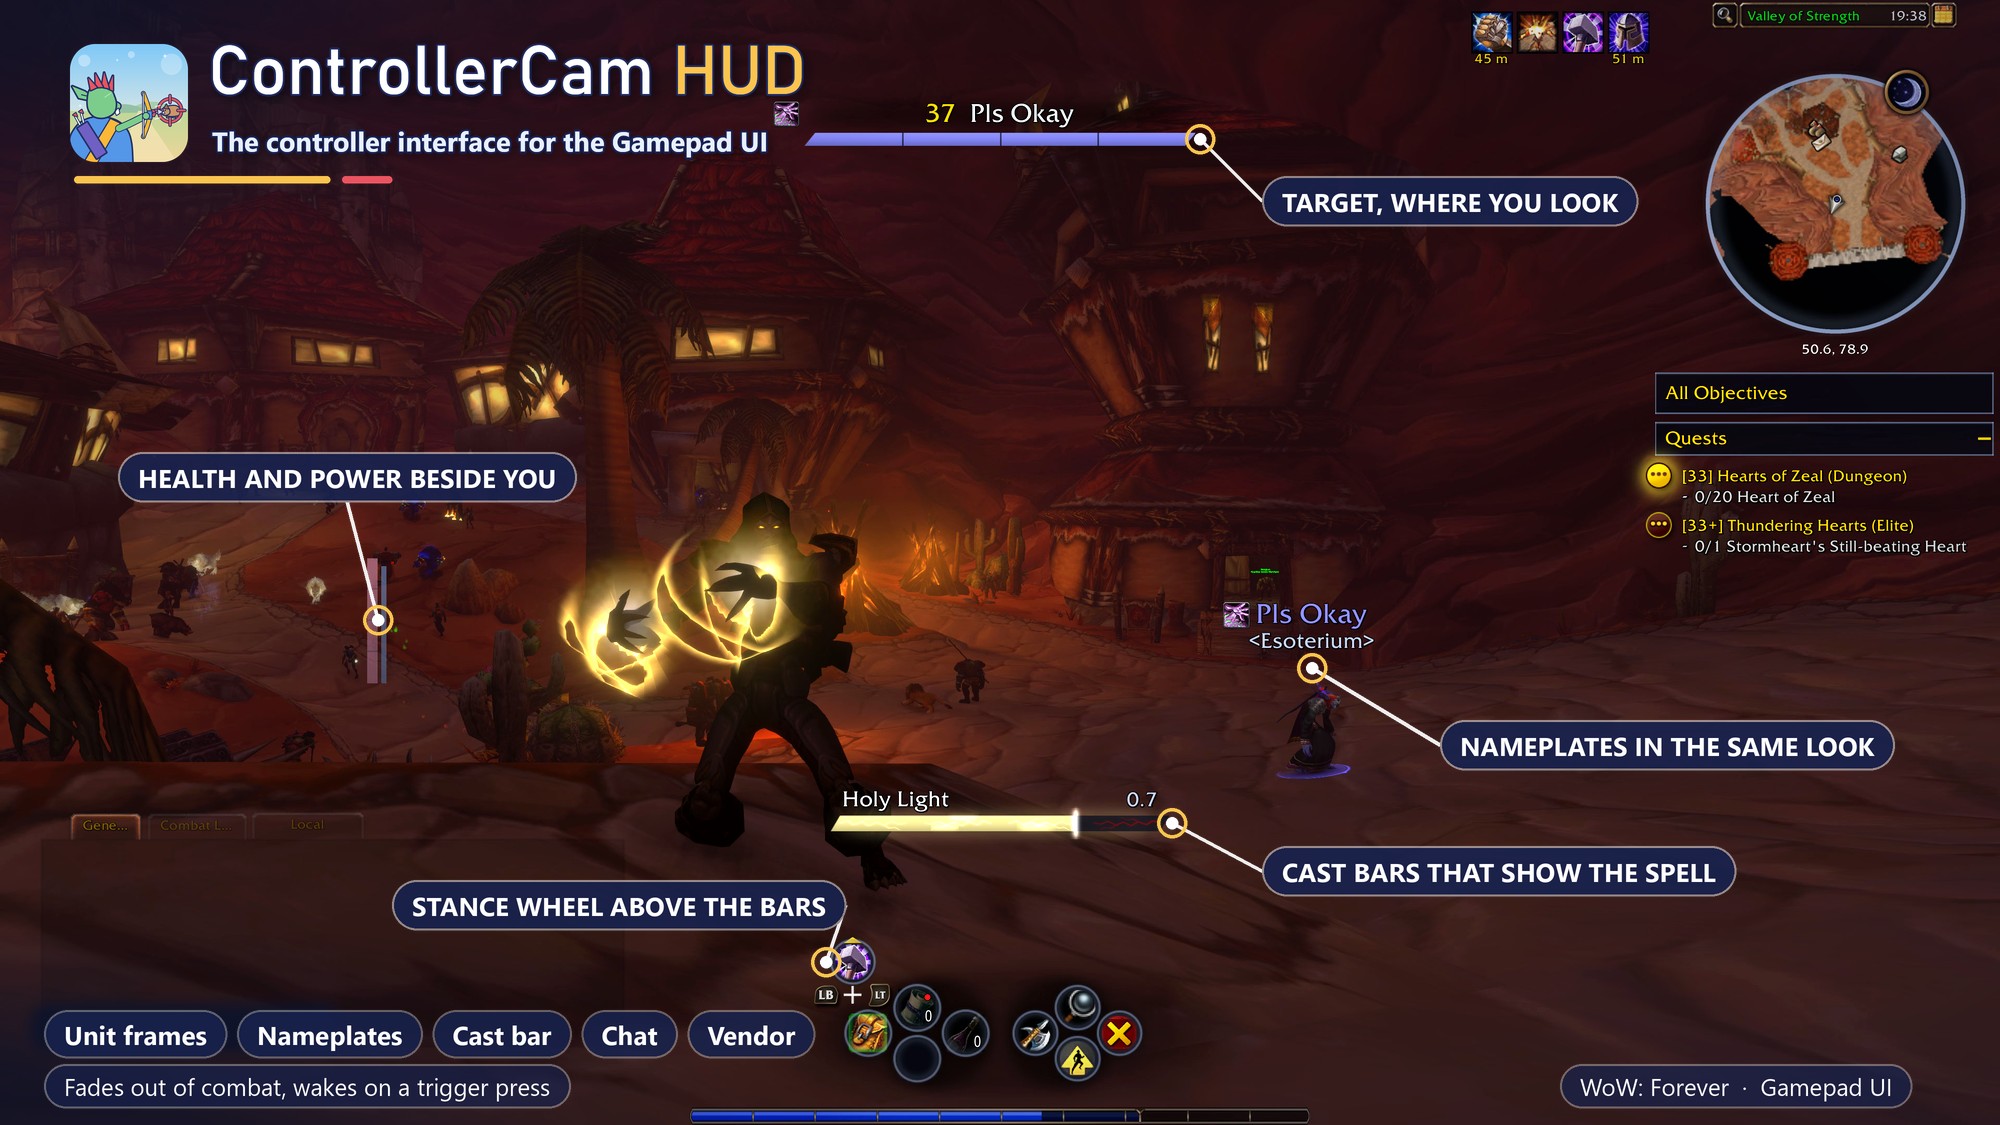 ControllerCam HUD
The controller interface for the Gamepad UI
45 m
51 m
Valley of Strength 19:38
37 Pls Okay
TARGET, WHERE YOU LOOK
50.6, 78.9
All Objectives
Quests
[33] Hearts of Zeal (Dungeon)
- 0/20 Heart of Zeal
[33+] Thundering Hearts (Elite)
- 0/1 Stormheart's Still-beating Heart
HEALTH AND POWER BESIDE YOU
Pls Okay
<Esoterium>
NAMEPLATES IN THE SAME LOOK
Holy Light 0.7
Gene... Combat L... Local
CAST BARS THAT SHOW THE SPELL
STANCE WHEEL ABOVE THE BARS
LB + LT
0
0
Unit frames Nameplates Cast bar Chat Vendor
Fades out of combat, wakes on a trigger press
WoW: Forever · Gamepad UI